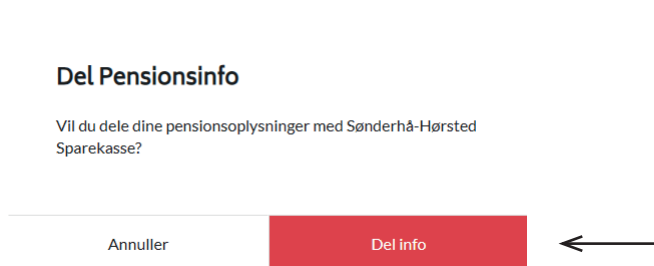 Del Pensionsinfo
Vil du dele dine pensionsoplysninger med Sønderhå-Hørsted
Sparekasse?
Annuller
Del info